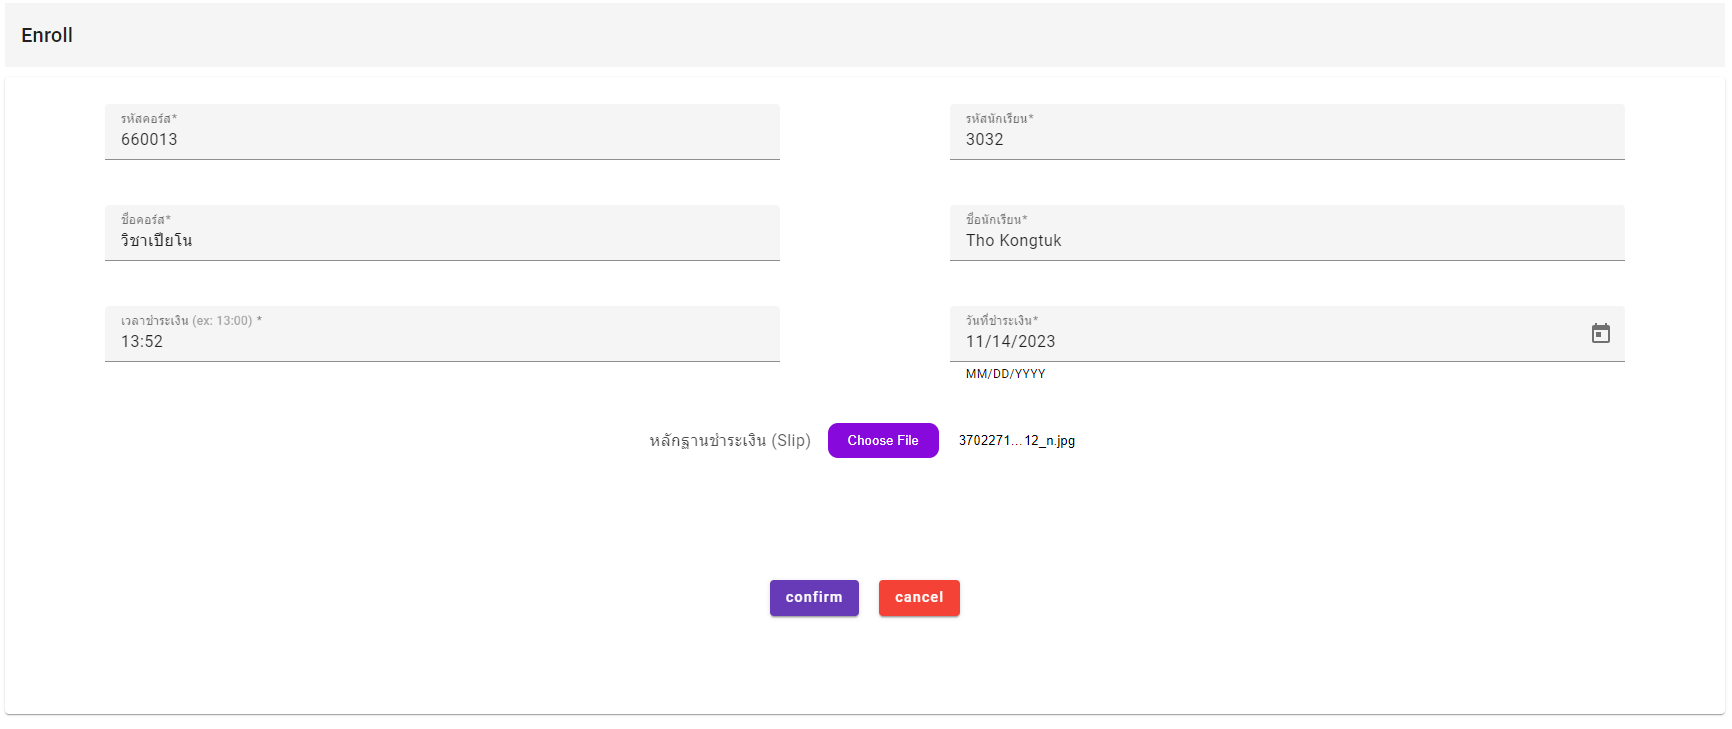 Enroll
รหัสคอร์ส*
660013
รหัสนักเรียน*
3032
ชื่อคอร์ส*
วิชาเปียโน
ชื่อนักเรียน*
Tho Kongtuk
เวลาชำระเงิน (ex: 13:00) *
13:52
วันที่ชำระเงิน*
11/14/2023
MM/DD/YYYY
หลักฐานชำระเงิน (Slip) Choose File 3702271...12_n.jpg
confirm cancel